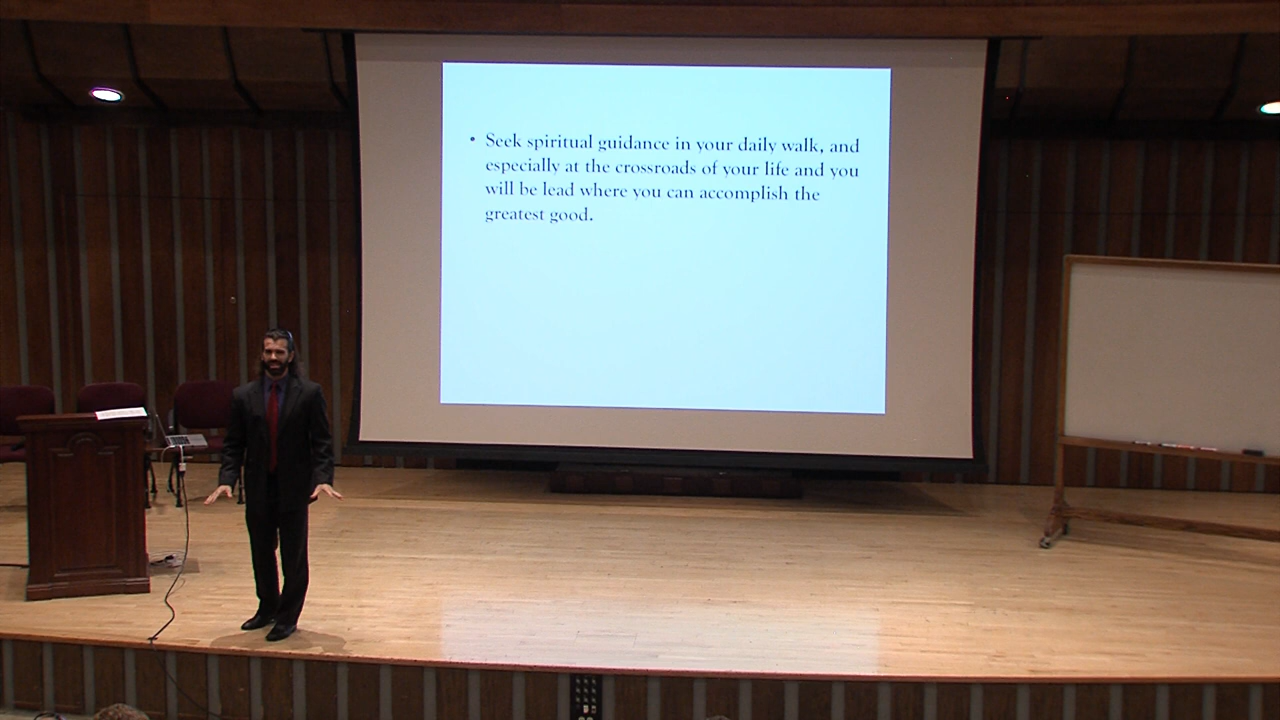 • Seek spiritual guidance in your daily walk, and
especially at the crossroads of your life and you
will be lead where you can accomplish the
greatest good.